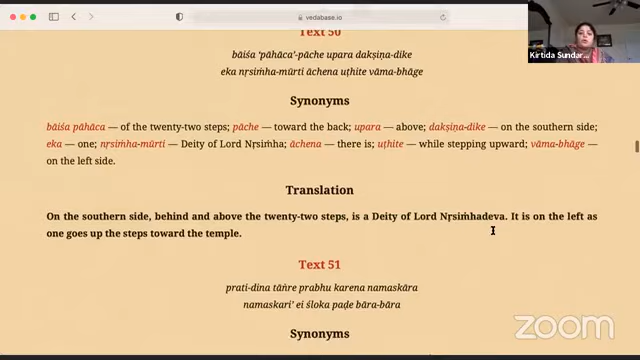 vedabase.io
Kirtida Sundar...
Text 50
bāiśa 'pāhāca'-pāche upara dakṣiṇa-dike
eka nṛsiṁha-mūrti āchena uṭhite vāma-bhāge
Synonyms
bāiśa pāhāca — of the twenty-two steps; pāche — toward the back; upara — above; dakṣiṇa-dike — on the southern side;
eka — one; nṛsiṁha-mūrti — Deity of Lord Nṛsiṁha; āchena — there is; uṭhite — while stepping upward; vāma-bhāge —
on the left side.
Translation
On the southern side, behind and above the twenty-two steps, is a Deity of Lord Nṛsiṁhadeva. It is on the left as
one goes up the steps toward the temple.
Text 51
prati-dina tāṅre prabhu karena namaskāra
namaskari' ei śloka paḍe bāra-bāra
Synonyms
zoom